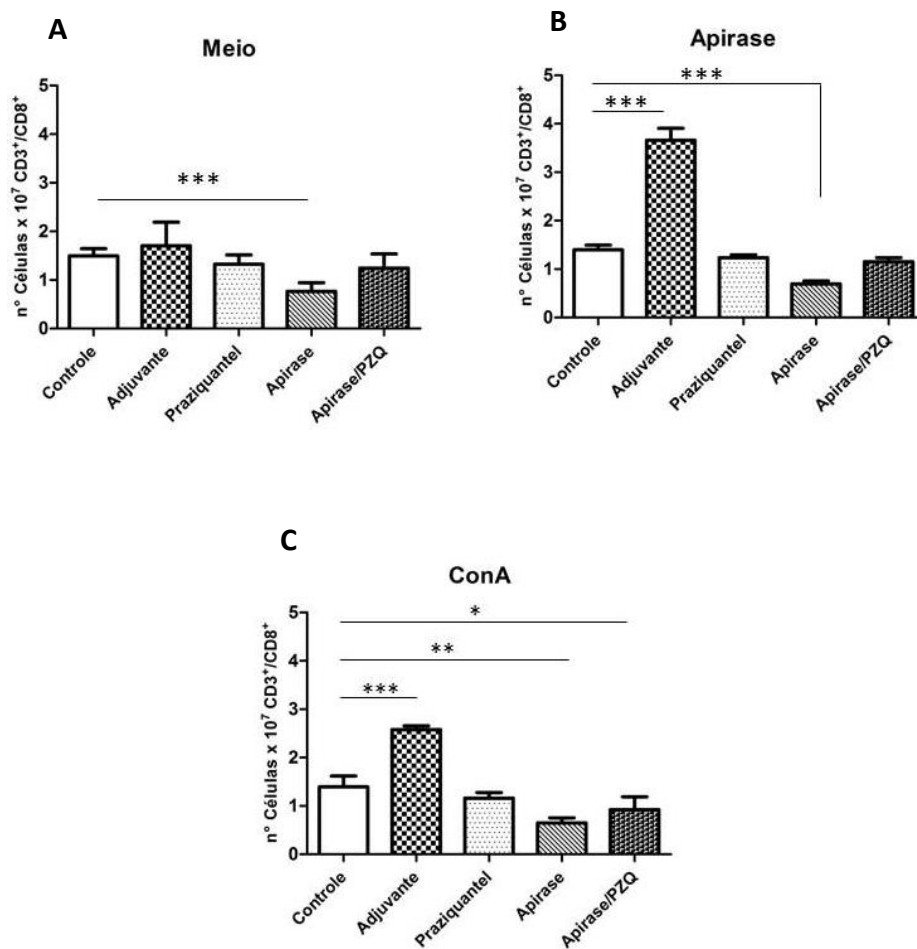 A
Meio
n° Células x 10⁷ CD3⁺/CD8⁺
5
4
3
2
1
0
***
Controle
Adjuvante
Praziquantel
Apirase
Apirase/PZQ
B
Apirase
n° Células x 10⁷ CD3⁺/CD8⁺
5
4
3
2
1
0
***
***
Controle
Adjuvante
Praziquantel
Apirase
Apirase/PZQ
C
ConA
n° Células x 10⁷ CD3⁺/CD8⁺
5
4
3
2
1
0
*
**
***
Controle
Adjuvante
Praziquantel
Apirase
Apirase/PZQ